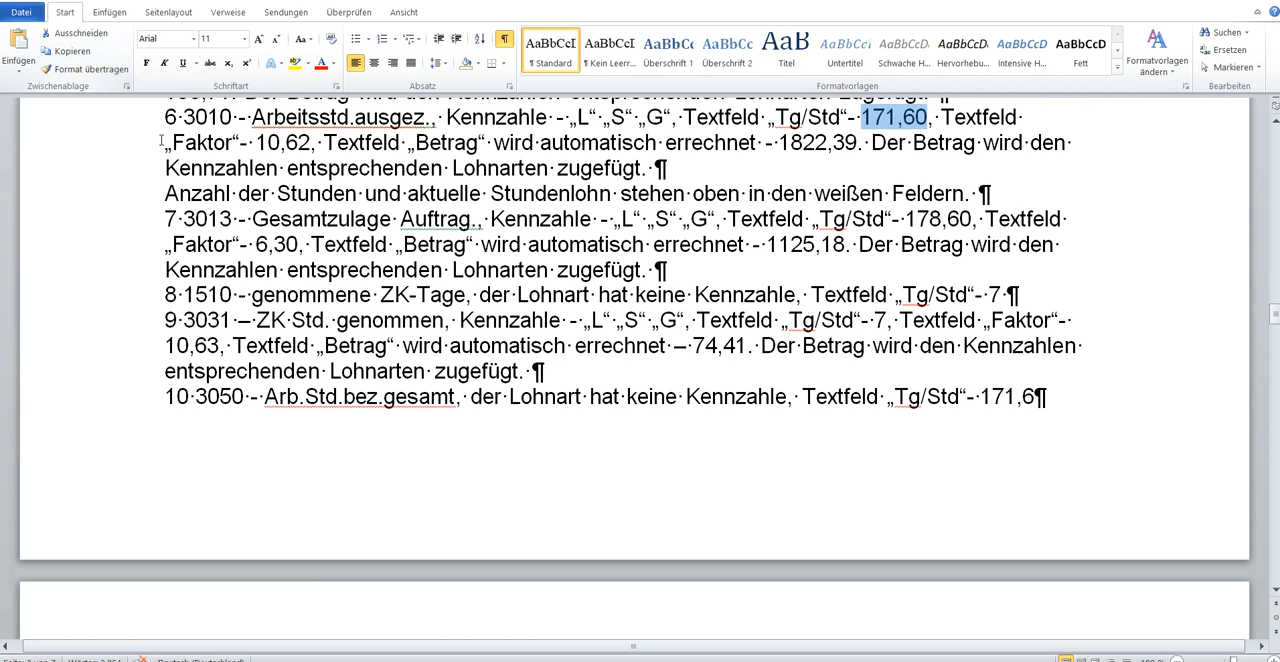 Datei Start Einfügen Seitenlayout Verweise Sendungen Überprüfen Ansicht
Ausschneiden
Kopieren
Format übertragen
Einfügen
Zwischenablage
Arial 11
F K U abc x₂ x² Aa
Schriftart
Absatz
AaBbCcI AaBbCcI AaBbCc AaBbCc AaB AaBbCcI AaBbCcD AaBbCcD AaBbCcD AaBbCcD
¶ Standard ¶ Kein Leerr... Überschrift 1 Überschrift 2 Titel Untertitel Schwache H... Hervorhebu... Intensive H... Fett
Formatvorlagen
Formatvorlagen ändern
Suchen
Ersetzen
Markieren
Bearbeiten
6·3010·-·Arbeitsstd.ausgez.,·Kennzahle·-·„L“·„S“·„G“,·Textfeld·„Tg/Std“-·171,60,·Textfeld·
„Faktor“-·10,62,·Textfeld·„Betrag“·wird·automatisch·errechnet·-·1822,39.·Der·Betrag·wird·den·
Kennzahlen·entsprechenden·Lohnarten·zugefügt.·¶
Anzahl·der·Stunden·und·aktuelle·Stundenlohn·stehen·oben·in·den·weißen·Feldern.·¶
7·3013·-·Gesamtzulage·Auftrag.,·Kennzahle·-·„L“·„S“·„G“,·Textfeld·„Tg/Std“-·178,60,·Textfeld·
„Faktor“-·6,30,·Textfeld·„Betrag“·wird·automatisch·errechnet·-·1125,18.·Der·Betrag·wird·den·
Kennzahlen·entsprechenden·Lohnarten·zugefügt.·¶
8·1510·-·genommene·ZK-Tage,·der·Lohnart·hat·keine·Kennzahle,·Textfeld·„Tg/Std“-·7·¶
9·3031·–·ZK·Std.·genommen,·Kennzahle·-·„L“·„S“·„G“,·Textfeld·„Tg/Std“-·7,·Textfeld·„Faktor“-·
10,63,·Textfeld·„Betrag“·wird·automatisch·errechnet·–·74,41.·Der·Betrag·wird·den·Kennzahlen·
entsprechenden·Lohnarten·zugefügt.·¶
10·3050·-·Arb.Std.bez.gesamt,·der·Lohnart·hat·keine·Kennzahle,·Textfeld·„Tg/Std“-·171,6¶